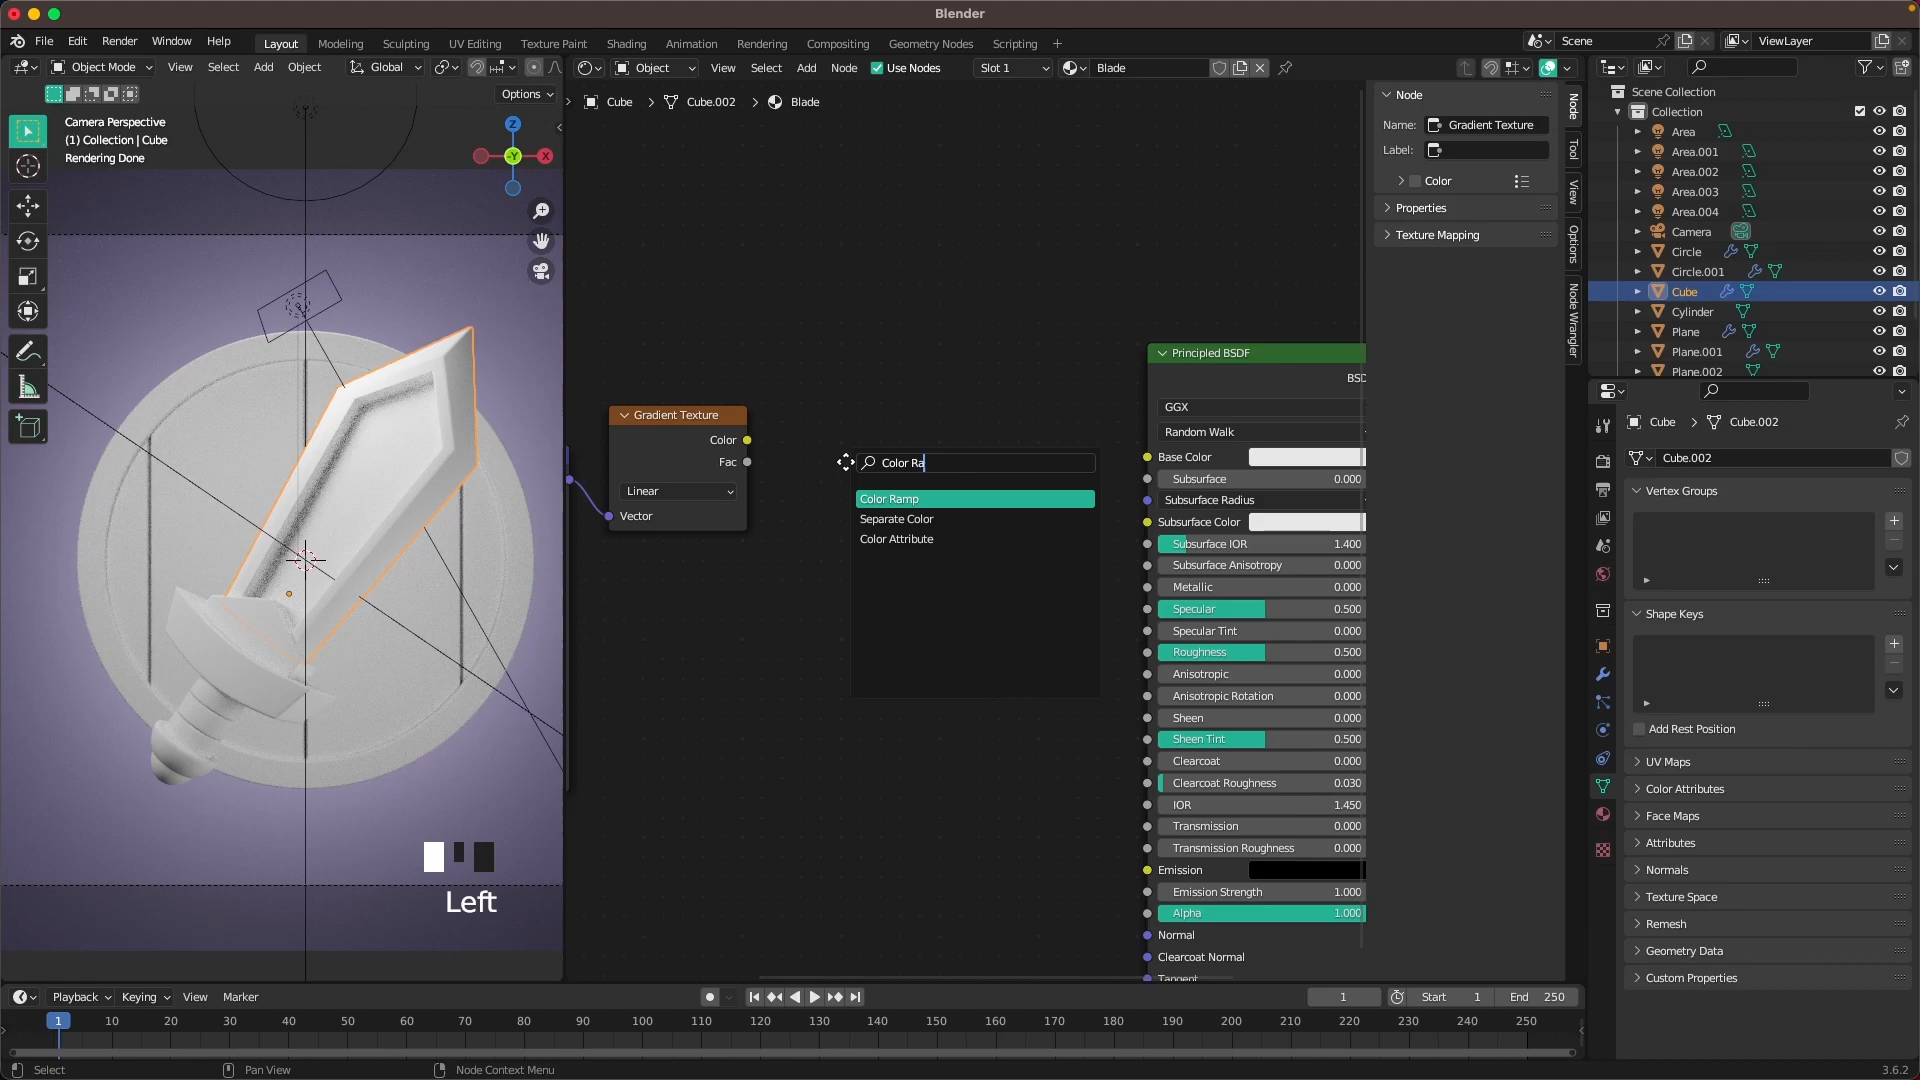 Blender
File Edit Render Window Help
Layout Modeling Sculpting UV Editing Texture Paint Shading Animation Rendering Compositing Geometry Nodes Scripting
Scene
ViewLayer
Object Mode View Select Add Object Global
Object View Select Add Node Use Nodes Slot 1 Blade
Options
Camera Perspective
(1) Collection | Cube
Rendering Done
Z
-Y
X
Cube Cube.002 Blade
Gradient Texture
Color
Fac
Linear
Vector
Color Ra
Color Ramp
Separate Color
Color Attribute
Principled BSDF
BSD
GGX
Random Walk
Base Color
Subsurface 0.000
Subsurface Radius
Subsurface Color
Subsurface IOR 1.400
Subsurface Anisotropy 0.000
Metallic 0.000
Specular 0.500
Specular Tint 0.000
Roughness 0.500
Anisotropic 0.000
Anisotropic Rotation 0.000
Sheen 0.000
Sheen Tint 0.500
Clearcoat 0.000
Clearcoat Roughness 0.030
IOR 1.450
Transmission 0.000
Transmission Roughness 0.000
Emission
Emission Strength 1.000
Alpha 1.000
Normal
Clearcoat Normal
Tangent
Node
Name: Gradient Texture
Label:
Color
Properties
Texture Mapping
Node
Tool
View
Options
Node Wrangler
Scene Collection
Collection
Area
Area.001
Area.002
Area.003
Area.004
Camera
Circle
Circle.001
Cube
Cylinder
Plane
Plane.001
Plane.002
Cube Cube.002
Cube.002
Vertex Groups
Shape Keys
Add Rest Position
UV Maps
Color Attributes
Face Maps
Attributes
Normals
Texture Space
Remesh
Geometry Data
Custom Properties
Left
Playback Keying View Marker
1 Start 1 End 250
1 10 20 30 40 50 60 70 80 90 100 110 120 130 140 150 160 170 180 190 200 210 220 230 240 250
Select Pan View Node Context Menu 3.6.2